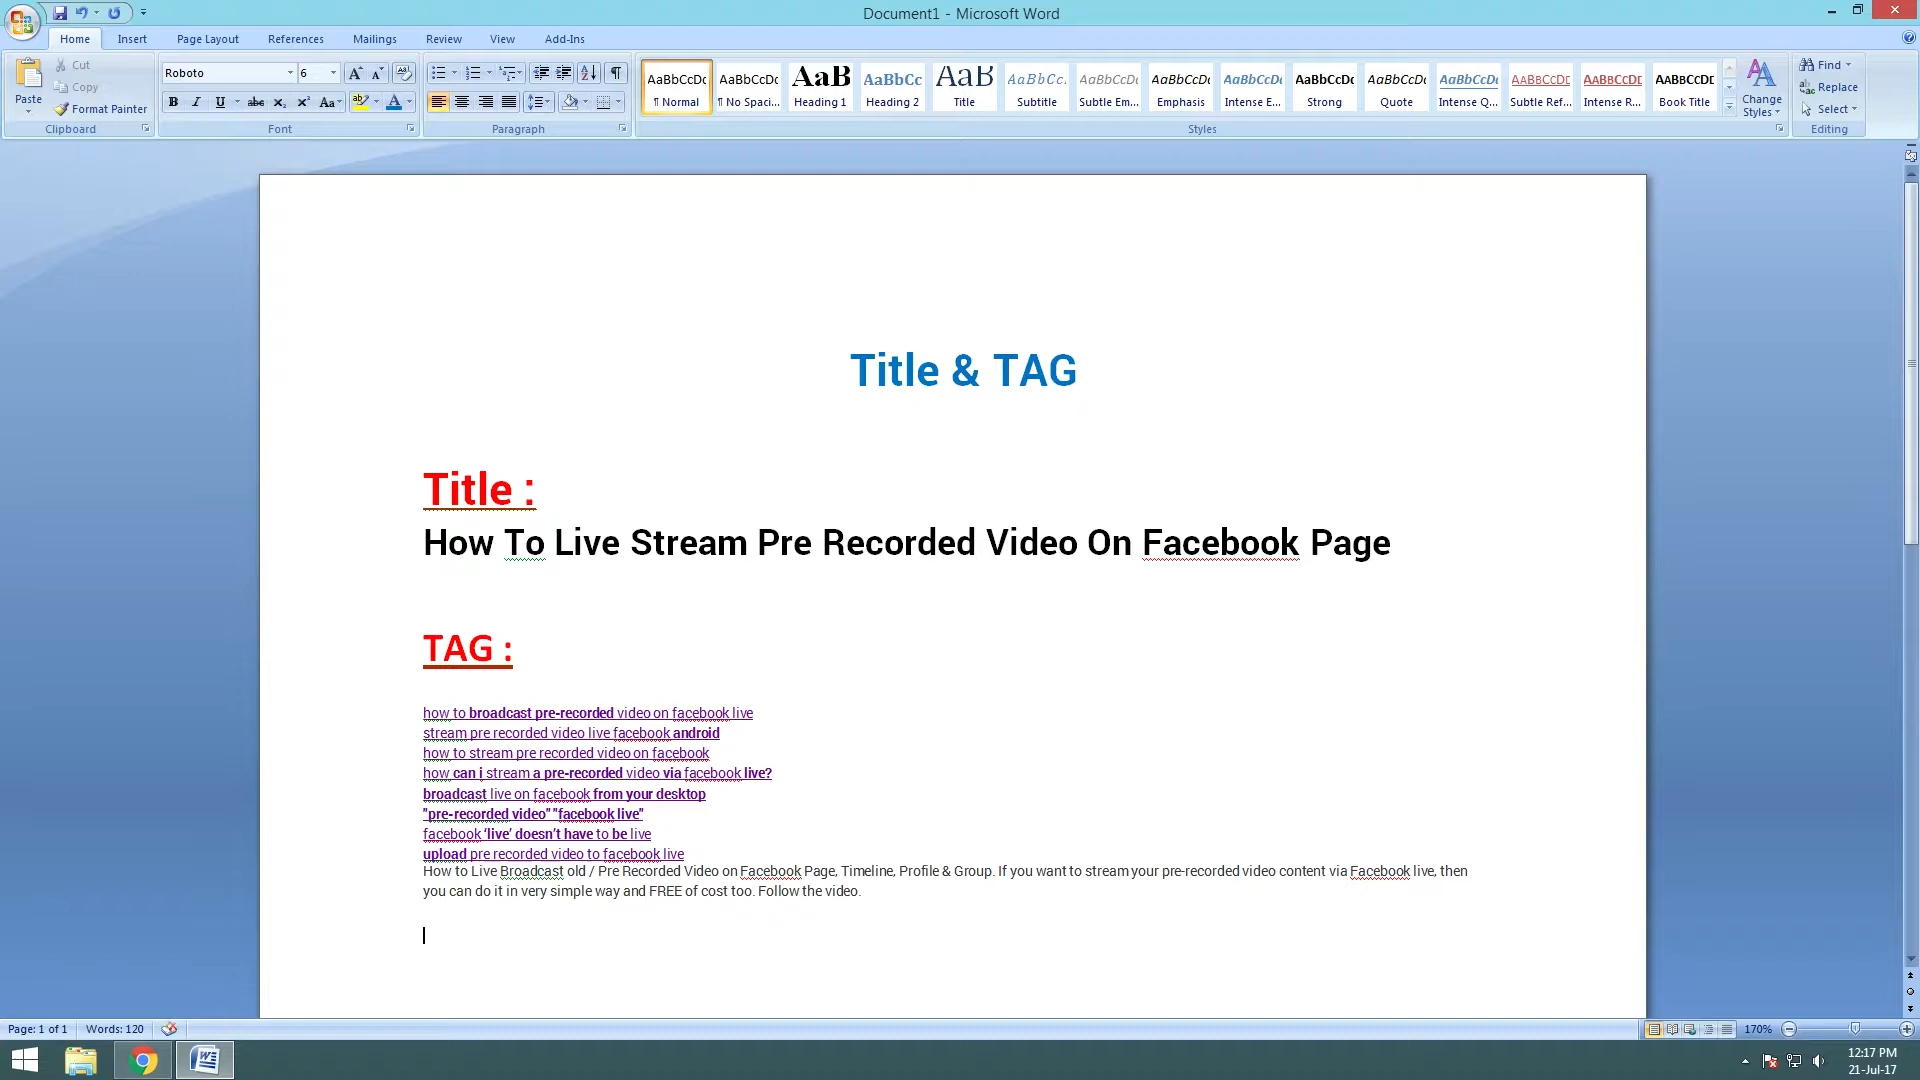 Document1 - Microsoft Word
Home Insert Page Layout References Mailings Review View Add-Ins
Paste
Cut
Copy
Format Painter
Clipboard
Roboto 6
Font
Paragraph
AaBbCcDc AaBbCcDc AaB AaBbCc AaB AaBbCc. AaBbCcDc AaBbCcDc AaBbCcDc AaBbCcDc AaBbCcDc AaBbCcDc AABBCCDC AABBCCDC AABBCCDC
¶ Normal ¶ No Spaci... Heading 1 Heading 2 Title Subtitle Subtle Em... Emphasis Intense E... Strong Quote Intense Q... Subtle Ref... Intense R... Book Title
Change Styles
Styles
Find
Replace
Select
Editing
Title & TAG
Title :
How To Live Stream Pre Recorded Video On Facebook Page
TAG :
how to broadcast pre-recorded video on facebook live
stream pre recorded video live facebook android
how to stream pre recorded video on facebook
how can i stream a pre-recorded video via facebook live?
broadcast live on facebook from your desktop
"pre-recorded video" "facebook live"
facebook ‘live’ doesn’t have to be live
upload pre recorded video to facebook live
How to Live Broadcast old / Pre Recorded Video on Facebook Page, Timeline, Profile & Group. If you want to stream your pre-recorded video content via Facebook live, then
you can do it in very simple way and FREE of cost too. Follow the video.
Page: 1 of 1 Words: 120 170%
12:17 PM
21-Jul-17